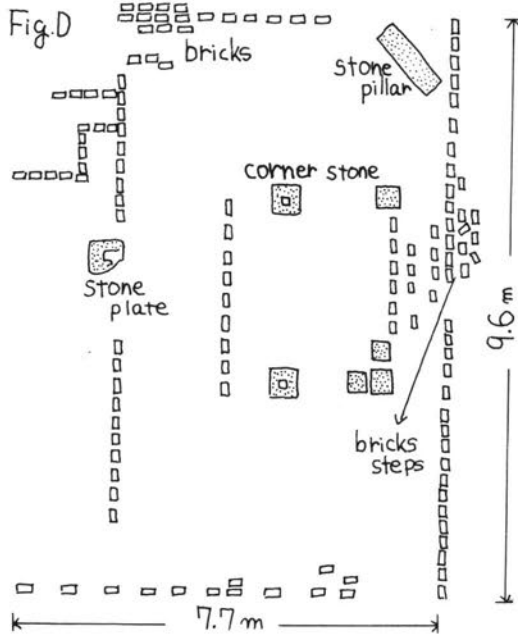 Fig.D
bricks
stone
pillar
corner stone
stone
plate
bricks
steps
9.6 m
7.7 m